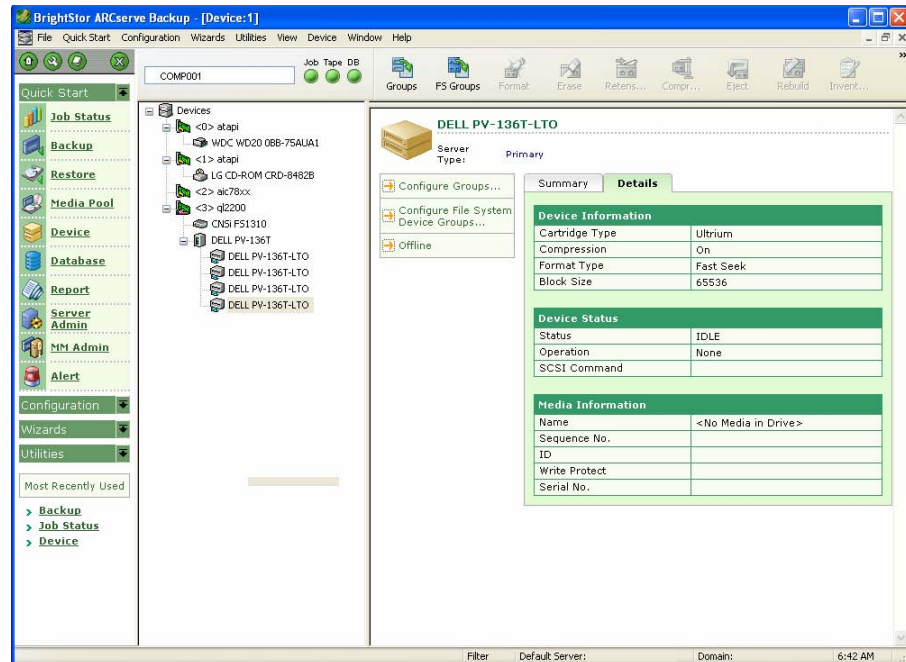 BrightStor ARCserve Backup - [Device:1]
File Quick Start Configuration Wizards Utilities View Device Window Help
COMP001
Job Tape DB
Groups FS Groups Format Erase Retens... Compr... Eject Rebuild Invent...
Quick Start
Job Status
Backup
Restore
Media Pool
Device
Database
Report
Server Admin
MM Admin
Alert
Configuration
Wizards
Utilities
Most Recently Used
Backup
Job Status
Device
Devices
<0> atapi
WDC WD20 0BB-75AUA1
<1> atapi
LG CD-ROM CRD-8482B
<2> aic78xx
<3> ql2200
CNSi FS1310
DELL PV-136T
DELL PV-136T-LTO
DELL PV-136T-LTO
DELL PV-136T-LTO
DELL PV-136T-LTO
DELL PV-136T-LTO
Server Type: Primary
Configure Groups...
Configure File System
Device Groups...
Offline
Summary Details
Device Information
Cartridge Type Ultrium
Compression On
Format Type Fast Seek
Block Size 65536
Device Status
Status IDLE
Operation None
SCSI Command
Media Information
Name <No Media in Drive>
Sequence No.
ID
Write Protect
Serial No.
Filter Default Server: Domain: 6:42 AM